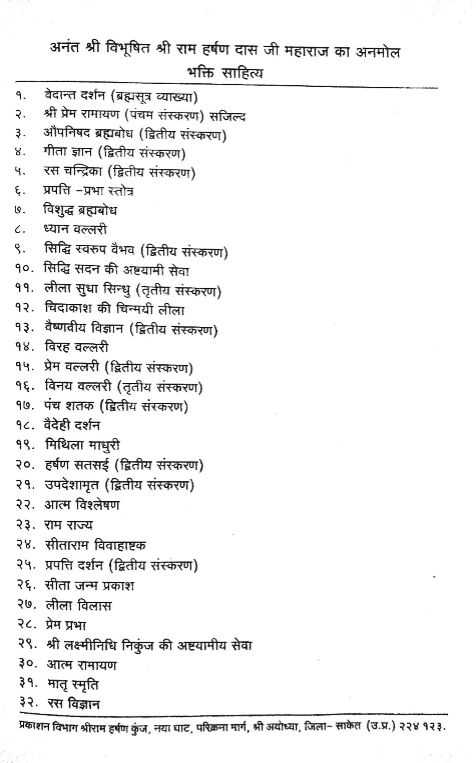 अनंत श्री विभूषित श्री राम हर्षण दास जी महाराज का अनमोल
भक्ति साहित्य
१. वेदान्त दर्शन (ब्रह्मसूत्र व्याख्या)
२. श्री प्रेम रामायण (पंचम संस्करण) सजिल्द
३. औपनिषद ब्रह्मबोध (द्वितीय संस्करण)
४. गीता ज्ञान (द्वितीय संस्करण)
५. रस चन्द्रिका (द्वितीय संस्करण)
६. प्रपत्ति -प्रभा स्तोत्र
७. विशुद्ध ब्रह्मबोध
८. ध्यान वल्लरी
९. सिद्धि स्वरुप वैभव (द्वितीय संस्करण)
१०. सिद्धि सदन की अष्टयामी सेवा
११. लीला सुधा सिन्धु (तृतीय संस्करण)
१२. चिदाकाश की चिन्मयी लीला
१३. वैष्णवीय विज्ञान (द्वितीय संस्करण)
१४. विरह वल्लरी
१५. प्रेम वल्लरी (द्वितीय संस्करण)
१६. विनय वल्लरी (तृतीय संस्करण)
१७. पंच शतक (द्वितीय संस्करण)
१८. वैदेही दर्शन
१९. मिथिला माधुरी
२०. हर्षण सतसई (द्वितीय संस्करण)
२१. उपदेशामृत (द्वितीय संस्करण)
२२. आत्म विश्लेषण
२३. राम राज्य
२४. सीताराम विवाहाष्टक
२५. प्रपत्ति दर्शन (द्वितीय संस्करण)
२६. सीता जन्म प्रकाश
२७. लीला विलास
२८. प्रेम प्रभा
२९. श्री लक्ष्मीनिधि निकुंज की अष्टयामीय सेवा
३०. आत्म रामायण
३१. मातृ स्मृति
३२. रस विज्ञान
प्रकाशन विभाग श्रीराम हर्षण कुंज, नया घाट, परिक्रमा मार्ग, श्री अयोध्या, जिला- साकेत (उ.प्र.) २२४ १२३.